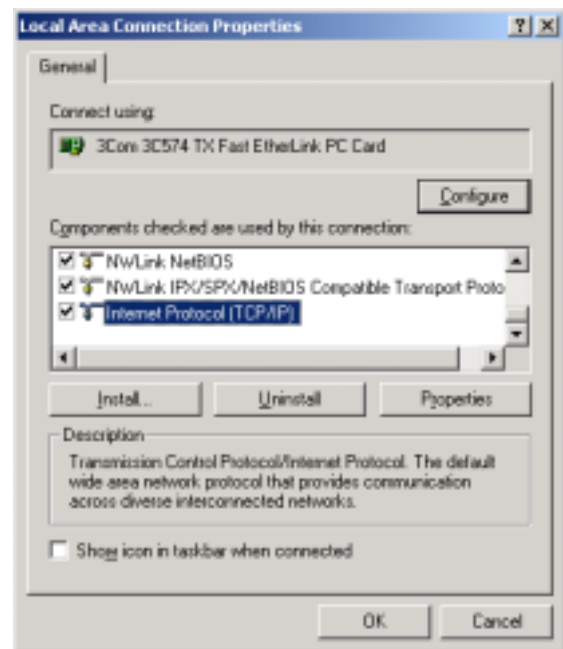 Local Area Connection Properties
General
Connect using:
3Com 3C574 TX Fast EtherLink PC Card
Configure
Components checked are used by this connection:
NWLink NetBIOS
NWLink IPX/SPX/NetBIOS Compatible Transport Proto
Internet Protocol (TCP/IP)
Install...
Uninstall
Properties
Description
Transmission Control Protocol/Internet Protocol. The default
wide area network protocol that provides communication
across diverse interconnected networks.
Show icon in taskbar when connected
OK
Cancel